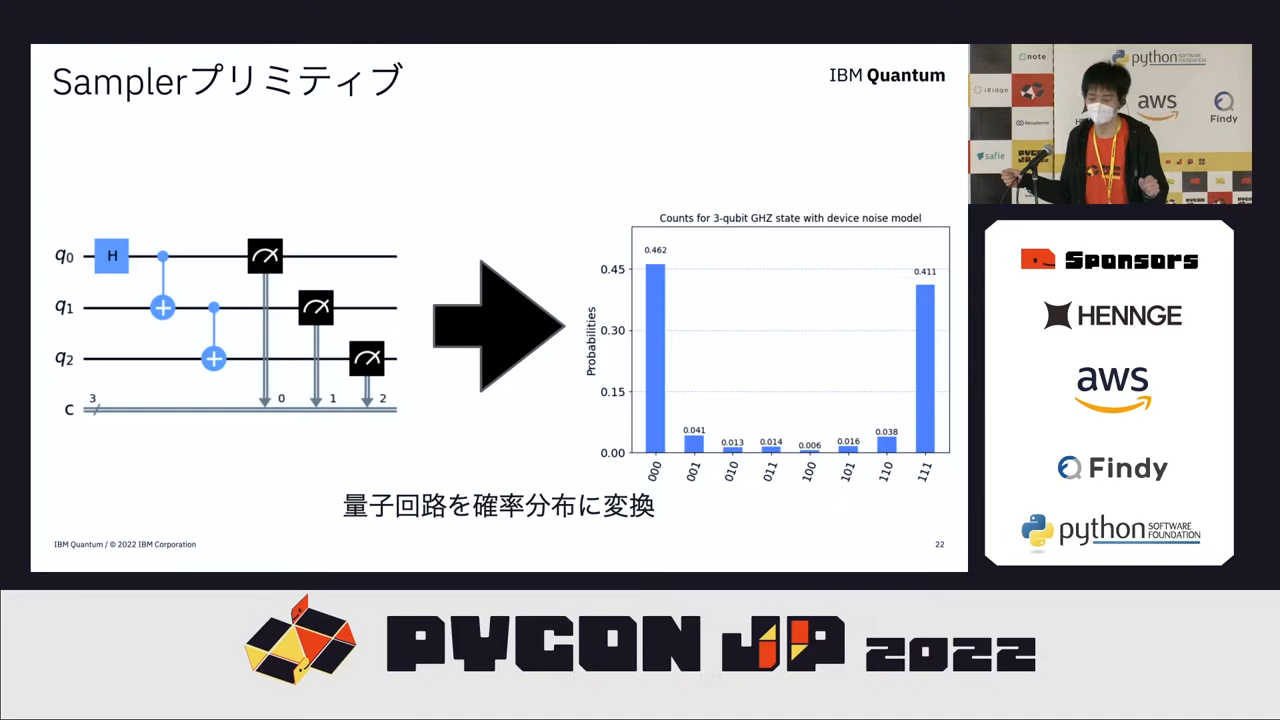 Samplerプリミティブ
IBM Quantum
q0
H
q1
q2
c
3
0
1
2
Counts for 3-qubit GHZ state with device noise model
Probabilities
0.45
0.30
0.15
0.00
0.462
0.041
0.013
0.014
0.006
0.016
0.038
0.411
000
001
010
011
100
101
110
111
量子回路を確率分布に変換
IBM Quantum / © 2022 IBM Corporation
22
note
iRidge
safie
python
SOFTWARE
FOUNDATION
aws
Findy
Sponsors
HENNGE
aws
Findy
python
SOFTWARE
FOUNDATION
PYCON JP 2022